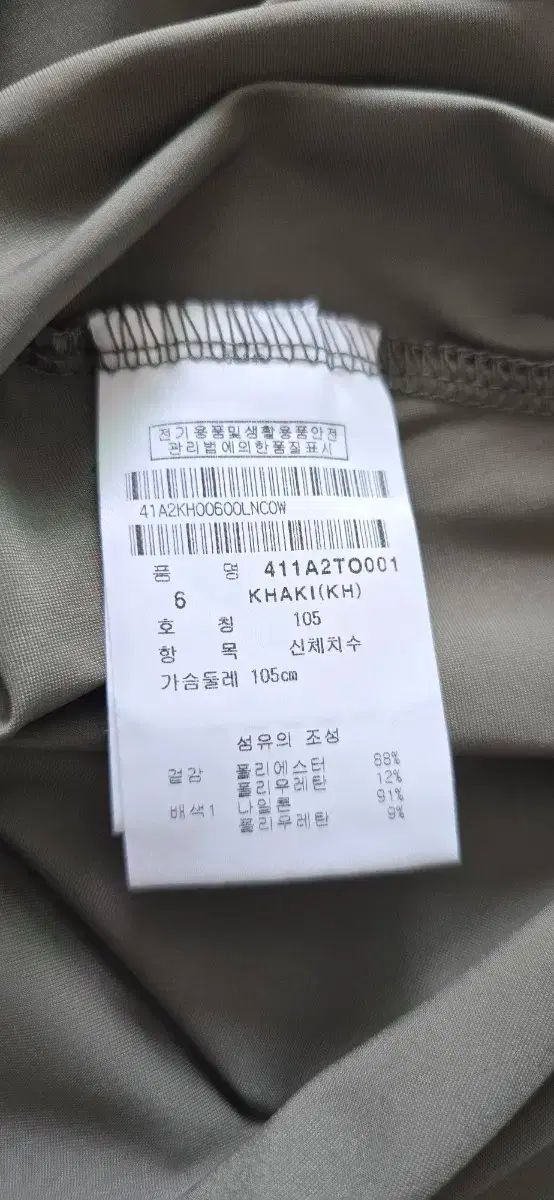 전기용품및생활용품안전
관리법에의한품질표시
41A2KH00600LNCOW
품 명 411A2TO001
6 KHAKI(KH)
호 칭 105
항 목 신체치수
가슴둘레 105cm
섬유의 조성
겉감 폴리에스터 88%
폴리우레탄 12%
배색1 나일론 91%
폴리우레탄 9%